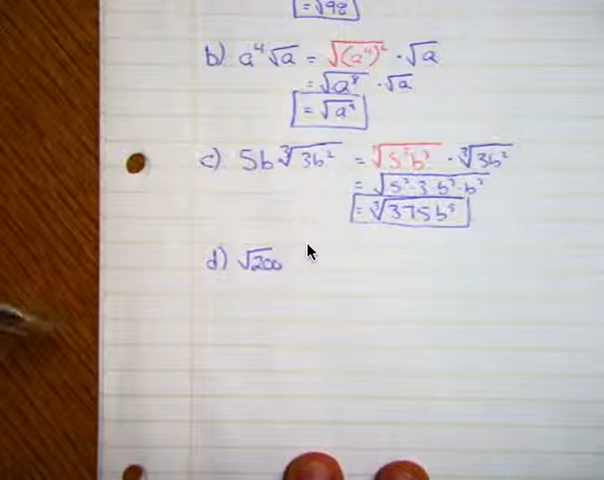 = √98
b) a⁴√a = √(a⁴)² · √a
= √a⁸ · √a
= √a⁹
c) 5b∛3b² = ∛5³b³ · ∛3b²
= √5³·3·b³·b²
= ∛375b⁵
d) √200